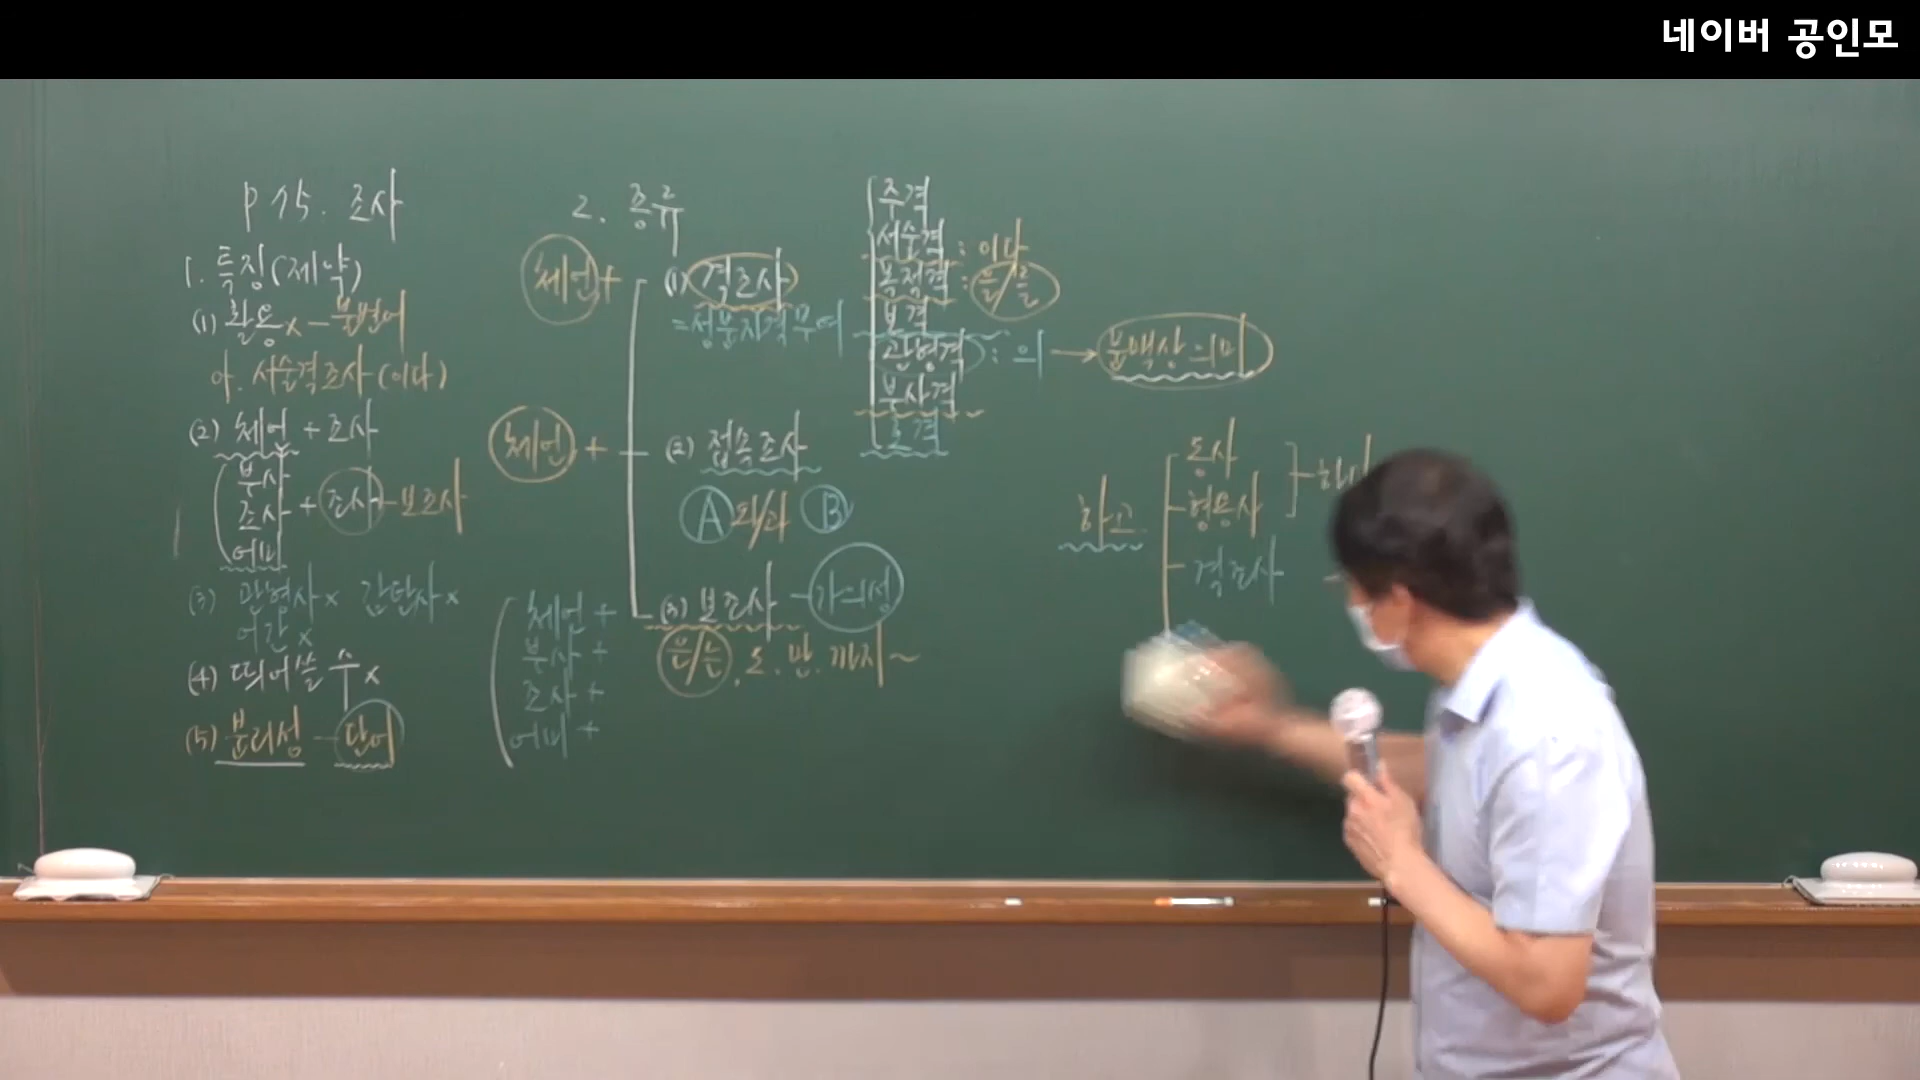 네이버 공인모
P 15. 조사
1. 특징(제약)
(1) 활용x – 불변어
아. 서술격조사(이다)
(2) 체언 + 조사
부사
조사 + 조사 – 보조사
어미
(3) 관형사x 감탄사x
어간x
(4) 띄어쓸 수 x
(5) 분리성 – 단어
2. 종류
체언 + (1) 격조사
= 성분자격부여
주격
서술격 : 이다
목적격 : 을/를
보격
관형격 : 의 → 문맥상 의미
부사격
호격
체언 + (2) 접속조사
A 와/과 B
(3) 보조사 – 가의성
은/는, 도, 만, 까지~
체언 +
부사 +
조사 +
어미 +
하고
동사
형용사
격조사